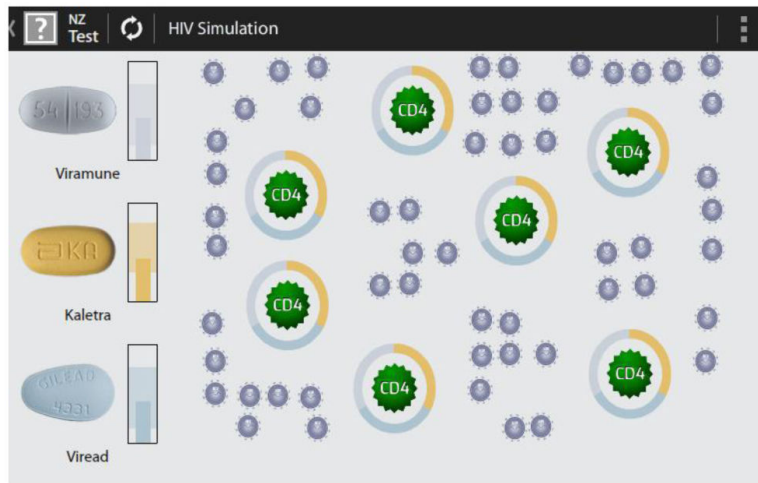 ?
NZ
Test
HIV Simulation
54 193
Viramune
KA
Kaletra
GILEAD
4331
Viread
CD4
CD4
CD4
CD4
CD4
CD4
CD4